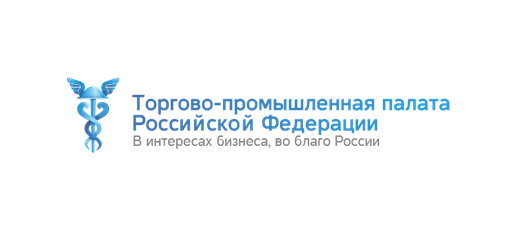 Торгово-промышленная палата
Российской Федерации
В интересах бизнеса, во благо России